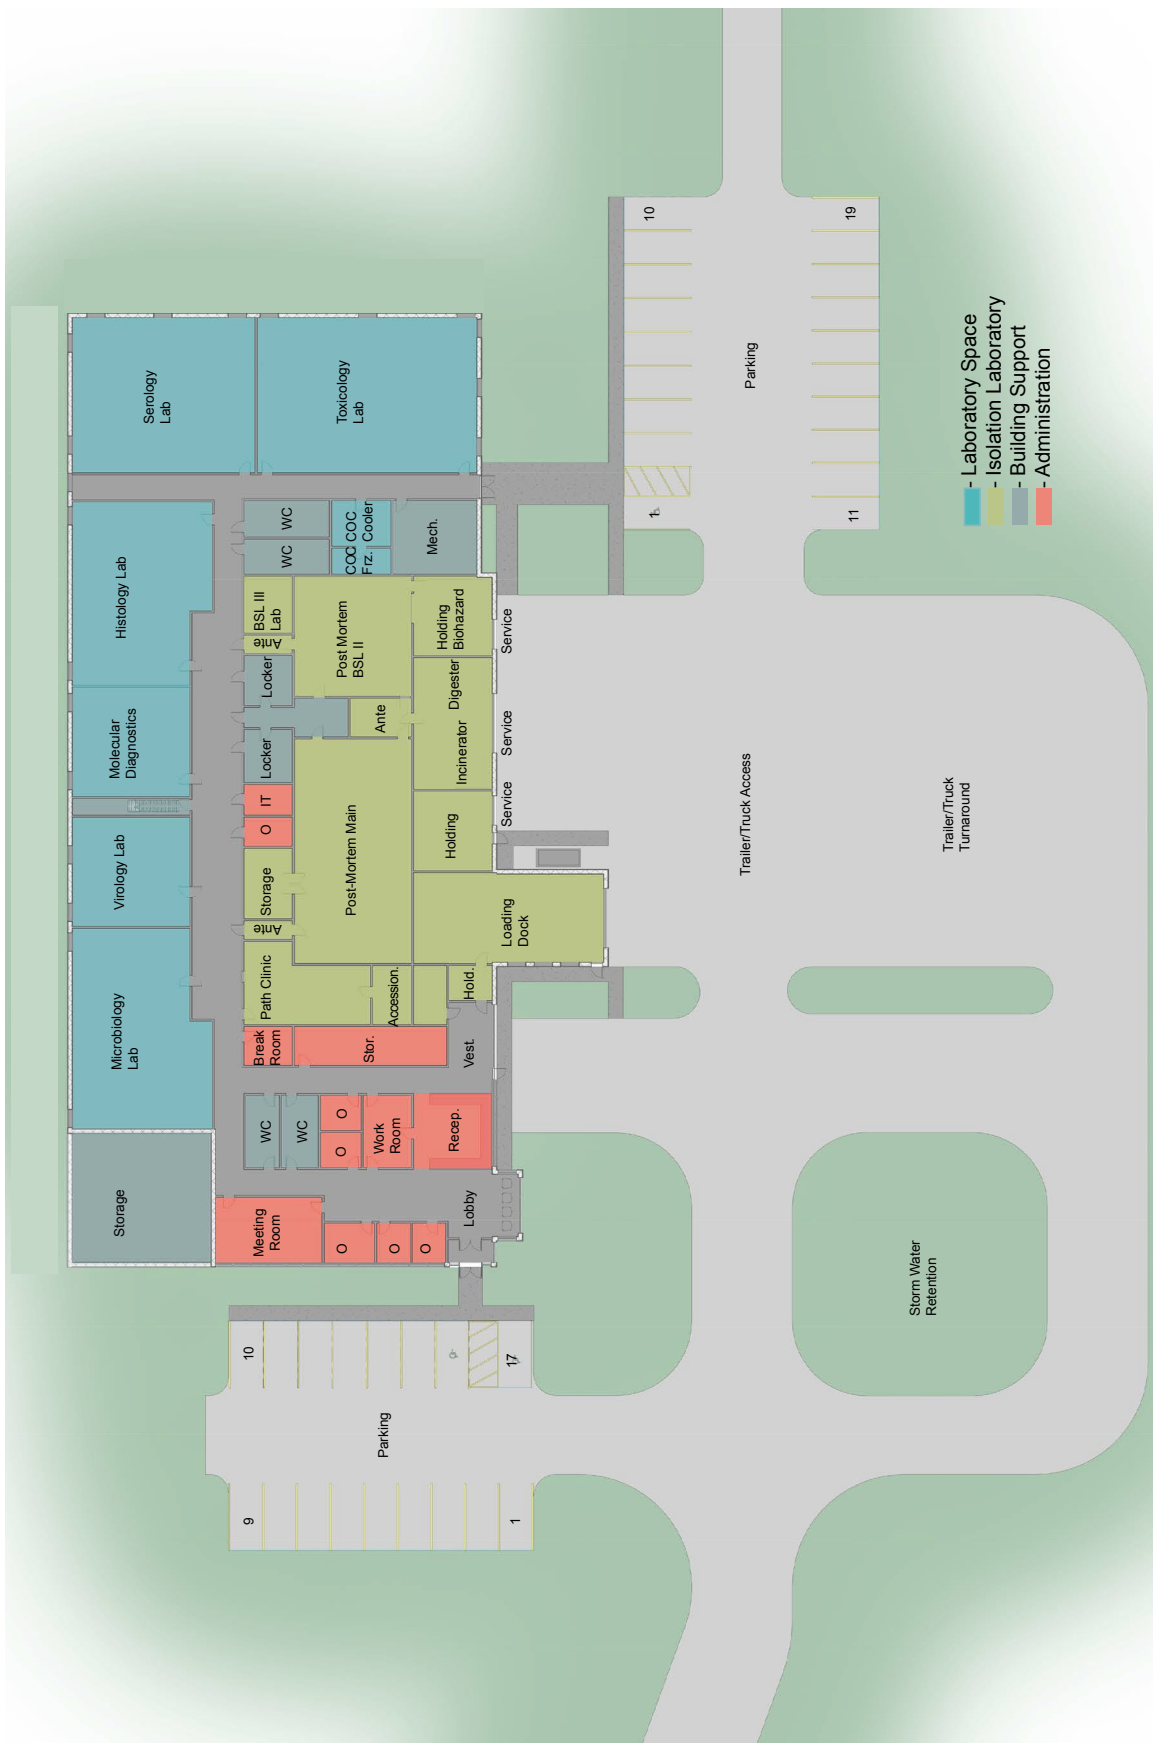 Serology
Lab
Toxicology
Lab
Histology Lab
WC
WC
COC
Cooler
COC
Frz.
Mech.
BSL III
Lab
Ante
Post Mortem
BSL II
Holding
Biohazard
Service
Molecular
Diagnostics
Locker
Locker
Ante
Digester
Incinerator
Service
Service
IT
O
Virology Lab
Storage
Post-Mortem Main
Holding
Ante
Loading
Dock
Path Clinic
Accession.
Hold.
Microbiology
Lab
Break
Room
Stor.
Vest.
WC
WC
O
O
Work
Room
Recep.
Storage
Meeting
Room
O
O
O
Lobby
10
17
Parking
9
1
10
1
Parking
19
11
Trailer/Truck Access
Trailer/Truck
Turnaround
Storm Water
Retention
- Laboratory Space
- Isolation Laboratory
- Building Support
- Administration